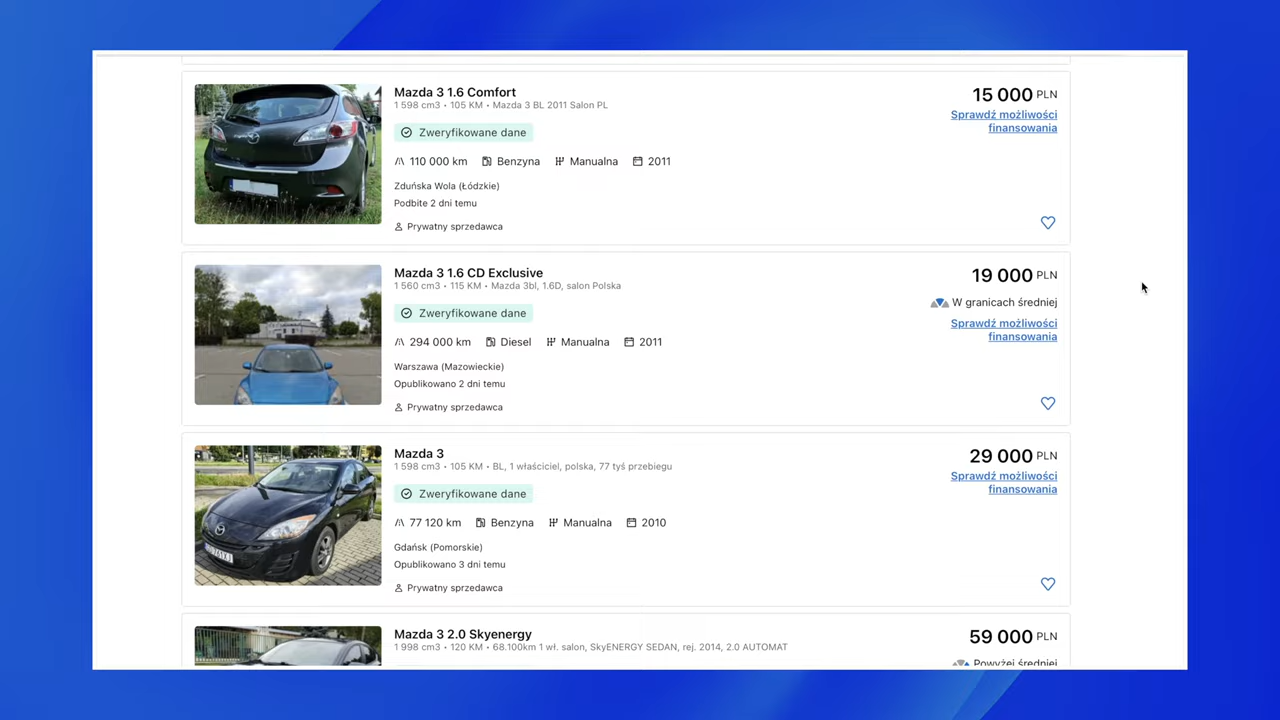 Mazda 3 1.6 Comfort
1 598 cm3 • 105 KM • Mazda 3 BL 2011 Salon PL
Zweryfikowane dane
110 000 km Benzyna Manualna 2011
Zduńska Wola (Łódzkie)
Podbite 2 dni temu
Prywatny sprzedawca
15 000 PLN
Sprawdź możliwości
finansowania
Mazda 3 1.6 CD Exclusive
1 560 cm3 • 115 KM • Mazda 3bl, 1.6D, salon Polska
Zweryfikowane dane
294 000 km Diesel Manualna 2011
Warszawa (Mazowieckie)
Opublikowano 2 dni temu
Prywatny sprzedawca
19 000 PLN
W granicach średniej
Sprawdź możliwości
finansowania
Mazda 3
1 598 cm3 • 105 KM • BL, 1 właściciel, polska, 77 tyś przebiegu
Zweryfikowane dane
77 120 km Benzyna Manualna 2010
Gdańsk (Pomorskie)
Opublikowano 3 dni temu
Prywatny sprzedawca
29 000 PLN
Sprawdź możliwości
finansowania
Mazda 3 2.0 Skyenergy
1 998 cm3 • 120 KM • 68.100km 1 wł. salon, SkyENERGY SEDAN, rej. 2014, 2.0 AUTOMAT
59 000 PLN
Powyżej średniej